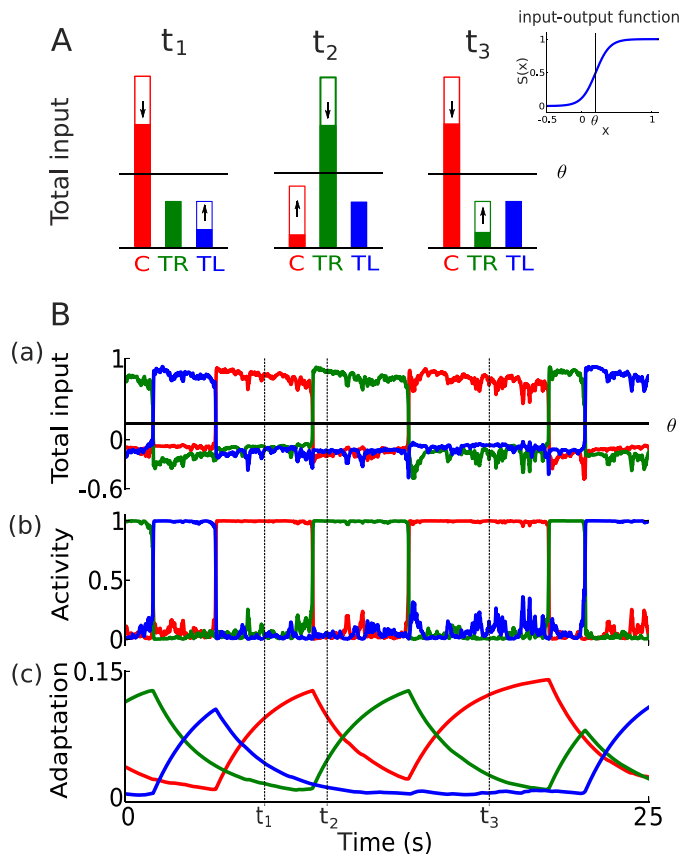 A
t1
t2
t3
input-output function
1
0.5
0
S(x)
-0.5
0
θ
1
x
Total input
θ
C TR TL
C TR TL
C TR TL
B
(a)
Total input
1
0
-0.6
θ
(b)
Activity
1
0.5
0
(c)
Adaptation
0.15
0
0
t1
t2
t3
25
Time (s)